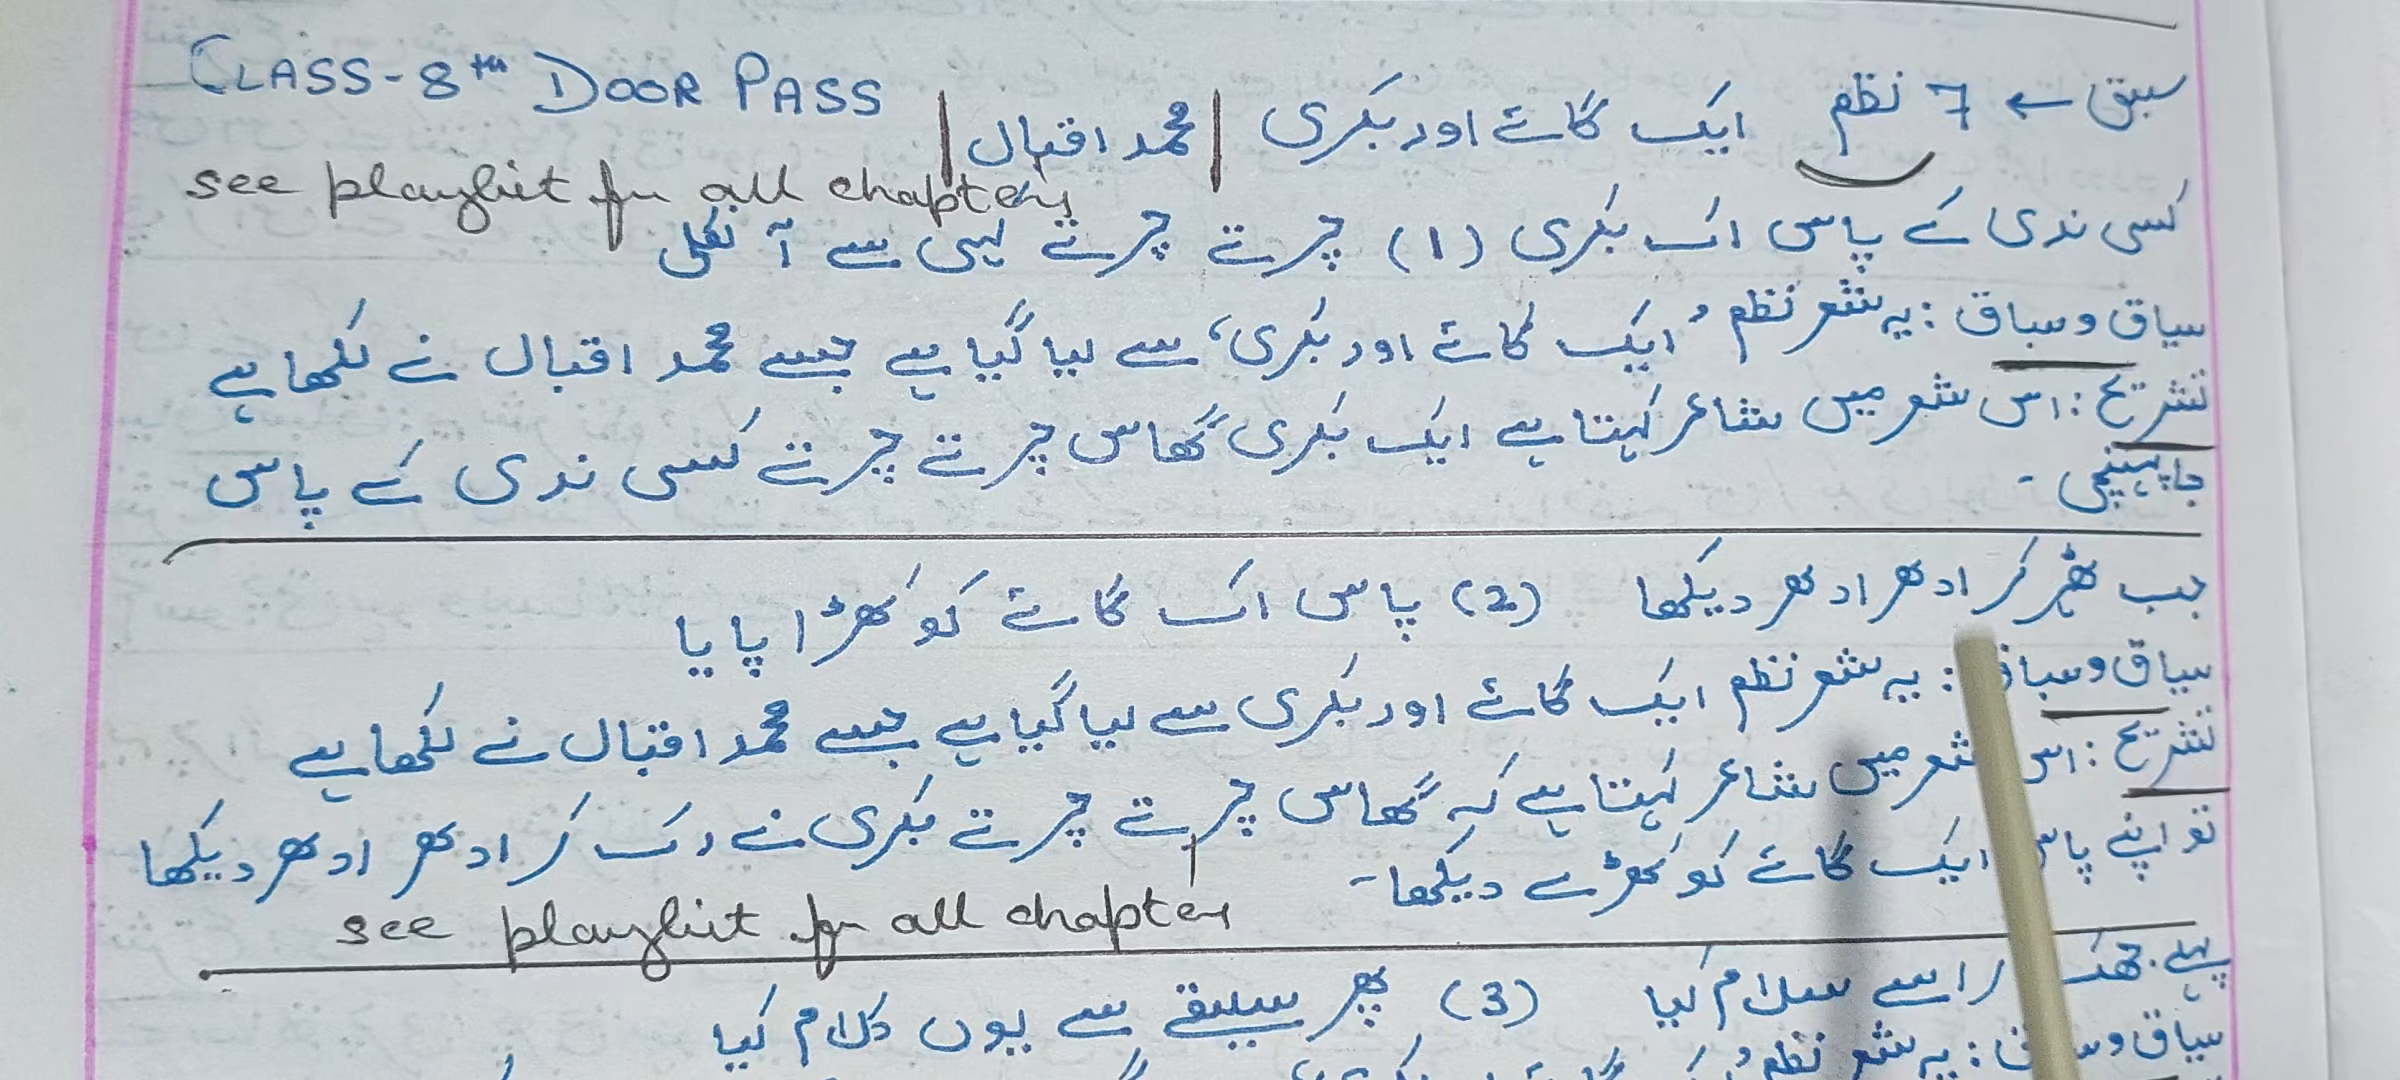 CLASS-8th DOOR PASS
سبق ← 7 نظم ایک گائے اور بکری | محمد اقبال |
see playlist for all chapters
کسی ندی کے پاس اک بکری (1) چرتے چرتے کہیں سے آ نکلی
سیاق و سباق : یہ شعر نظم ' ایک گائے اور بکری ، سے لیا گیا ہے جسے محمد اقبال نے لکھا ہے
تشریح : اس شعر میں شاعر کہتا ہے ایک بکری گھاس چرتے چرتے کسی ندی کے پاس
جا پہنچی ۔
جب ٹھہر کر ادھر ادھر دیکھا (2) پاس اک گائے کو کھڑا پایا
سیاق و سباق : یہ شعر نظم ایک گائے اور بکری سے لیا گیا ہے جسے محمد اقبال نے لکھا ہے
تشریح : اس شعر میں شاعر کہتا ہے کہ گھاس چرتے چرتے بکری نے رک کر ادھر ادھر دیکھا
تو اپنے پاس ایک گائے کو کھڑے دیکھا ۔
see playlist for all chapters
پہلے جھک کر اسے سلام کیا (3) پھر سلیقے سے یوں کلام کیا
سیاق و : یہ شعر نظم '